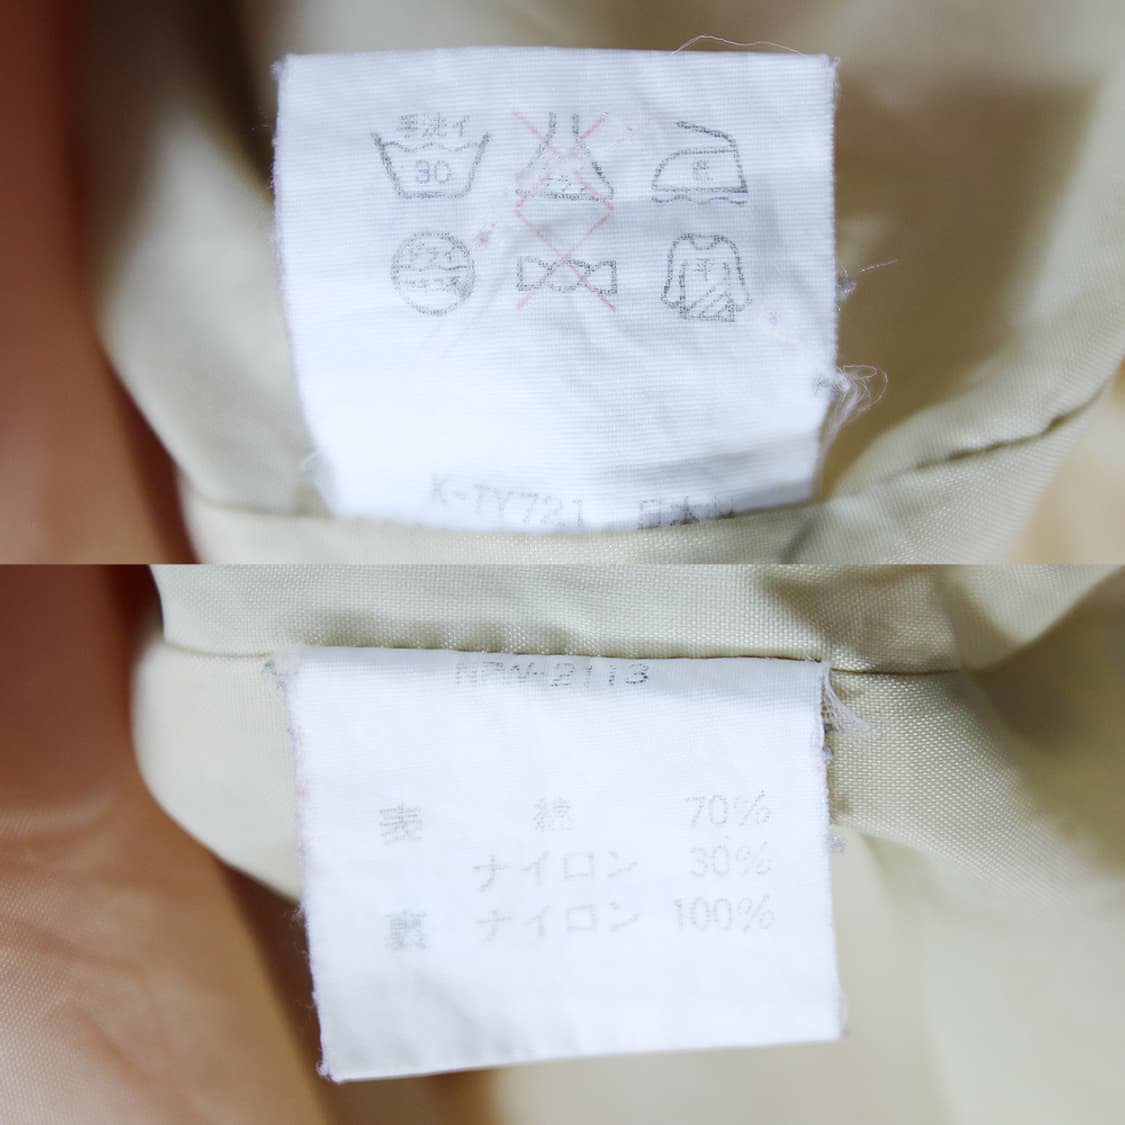 手洗イ
30
K-TY721 日本製
NPW-2113
表 綿 70%
ナイロン 30%
裏 ナイロン 100%